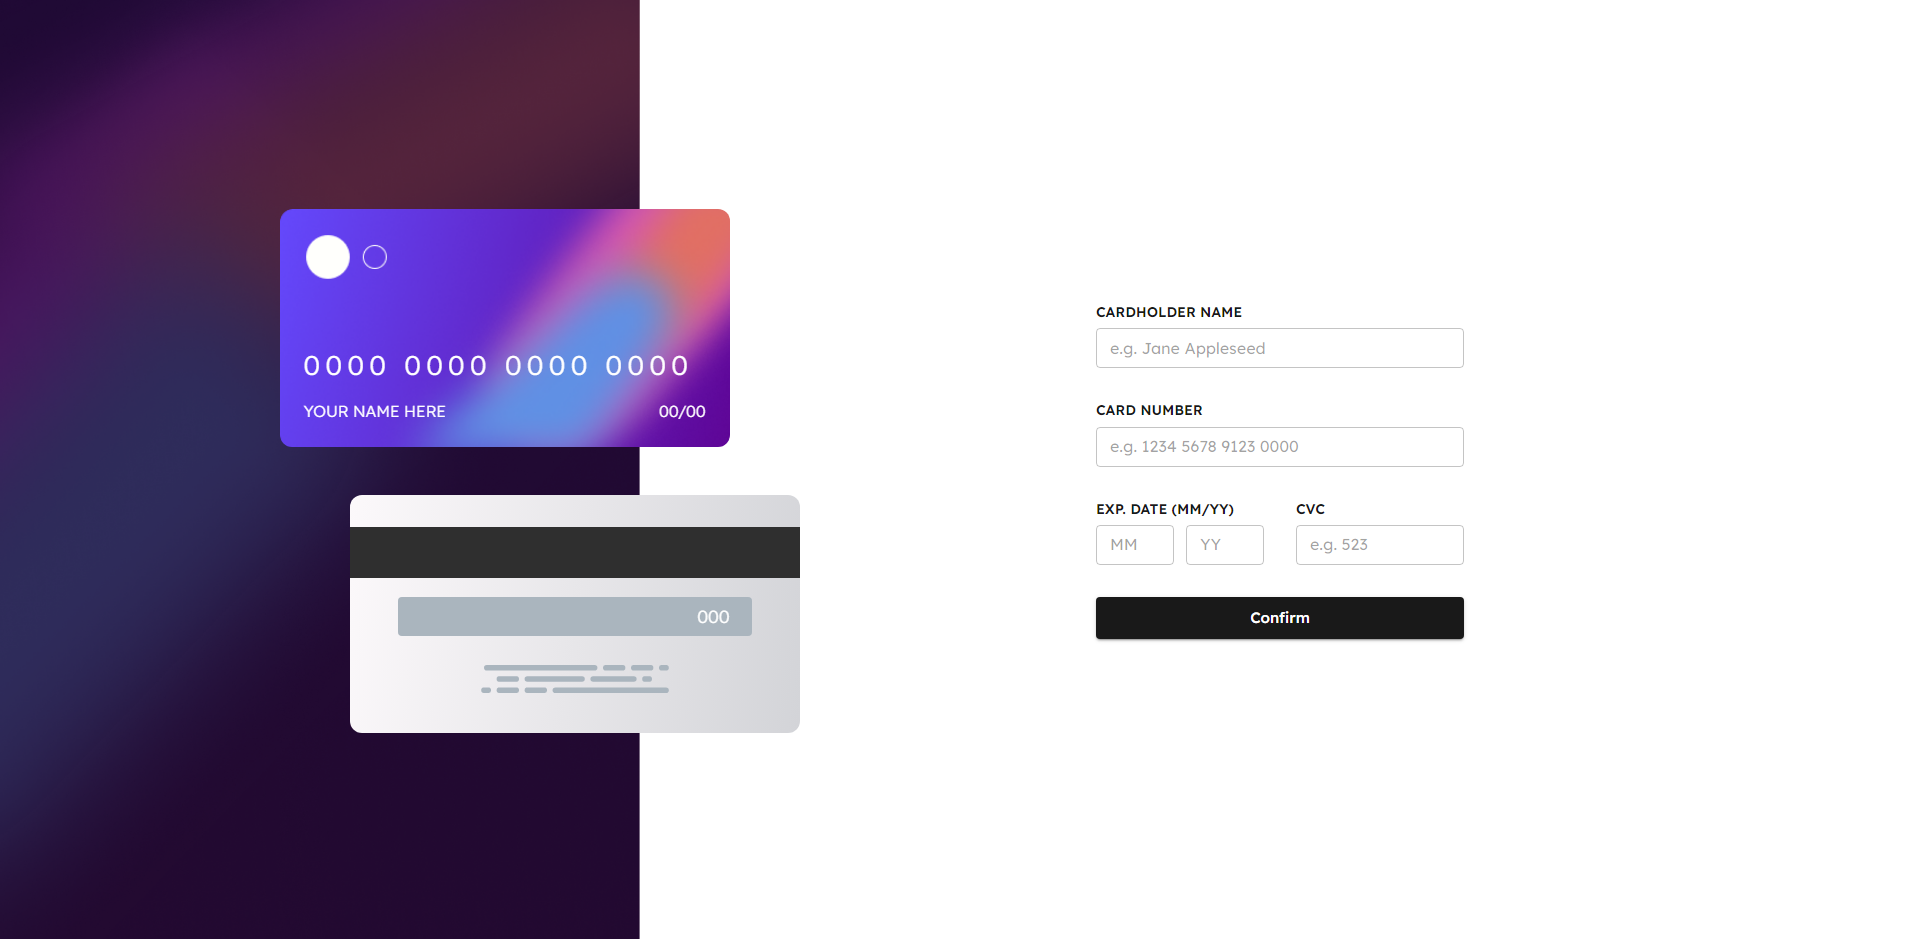 0000 0000 0000 0000
YOUR NAME HERE 00/00
000
CARDHOLDER NAME
e.g. Jane Appleseed
CARD NUMBER
e.g. 1234 5678 9123 0000
EXP. DATE (MM/YY) CVC
MM YY e.g. 523
Confirm